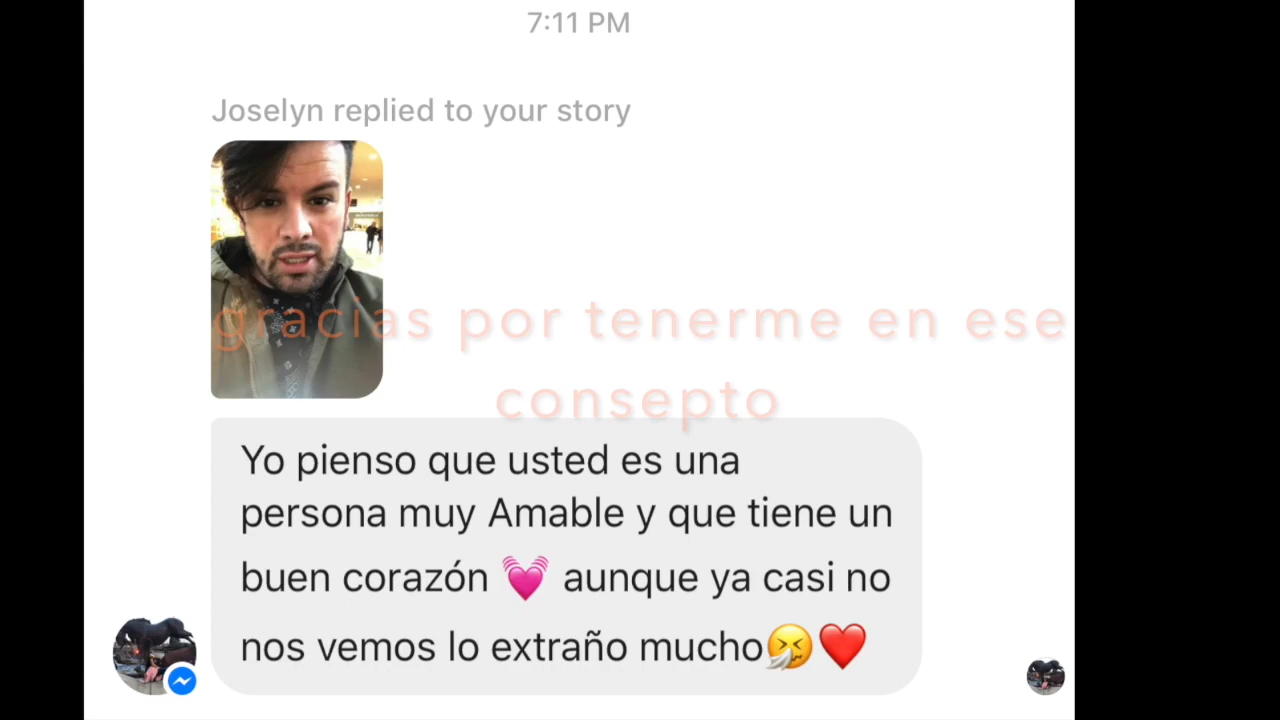 7:11 PM
Joselyn replied to your story
gracias por tenerme en ese
consepto
Yo pienso que usted es una
persona muy Amable y que tiene un
buen corazón 💓 aunque ya casi no
nos vemos lo extraño mucho🤧❤️